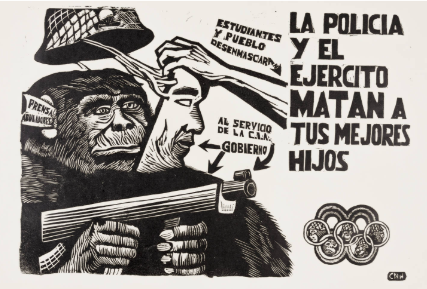 ESTUDIANTES
Y PUEBLO
DESENMASCARAN
LA POLICIA
Y EL
EJERCITO
MATAN A
TUS MEJORES
HIJOS
PRENSA
AL SERVICIO
DE LA C.I.A.
GOBIERNO
CNH